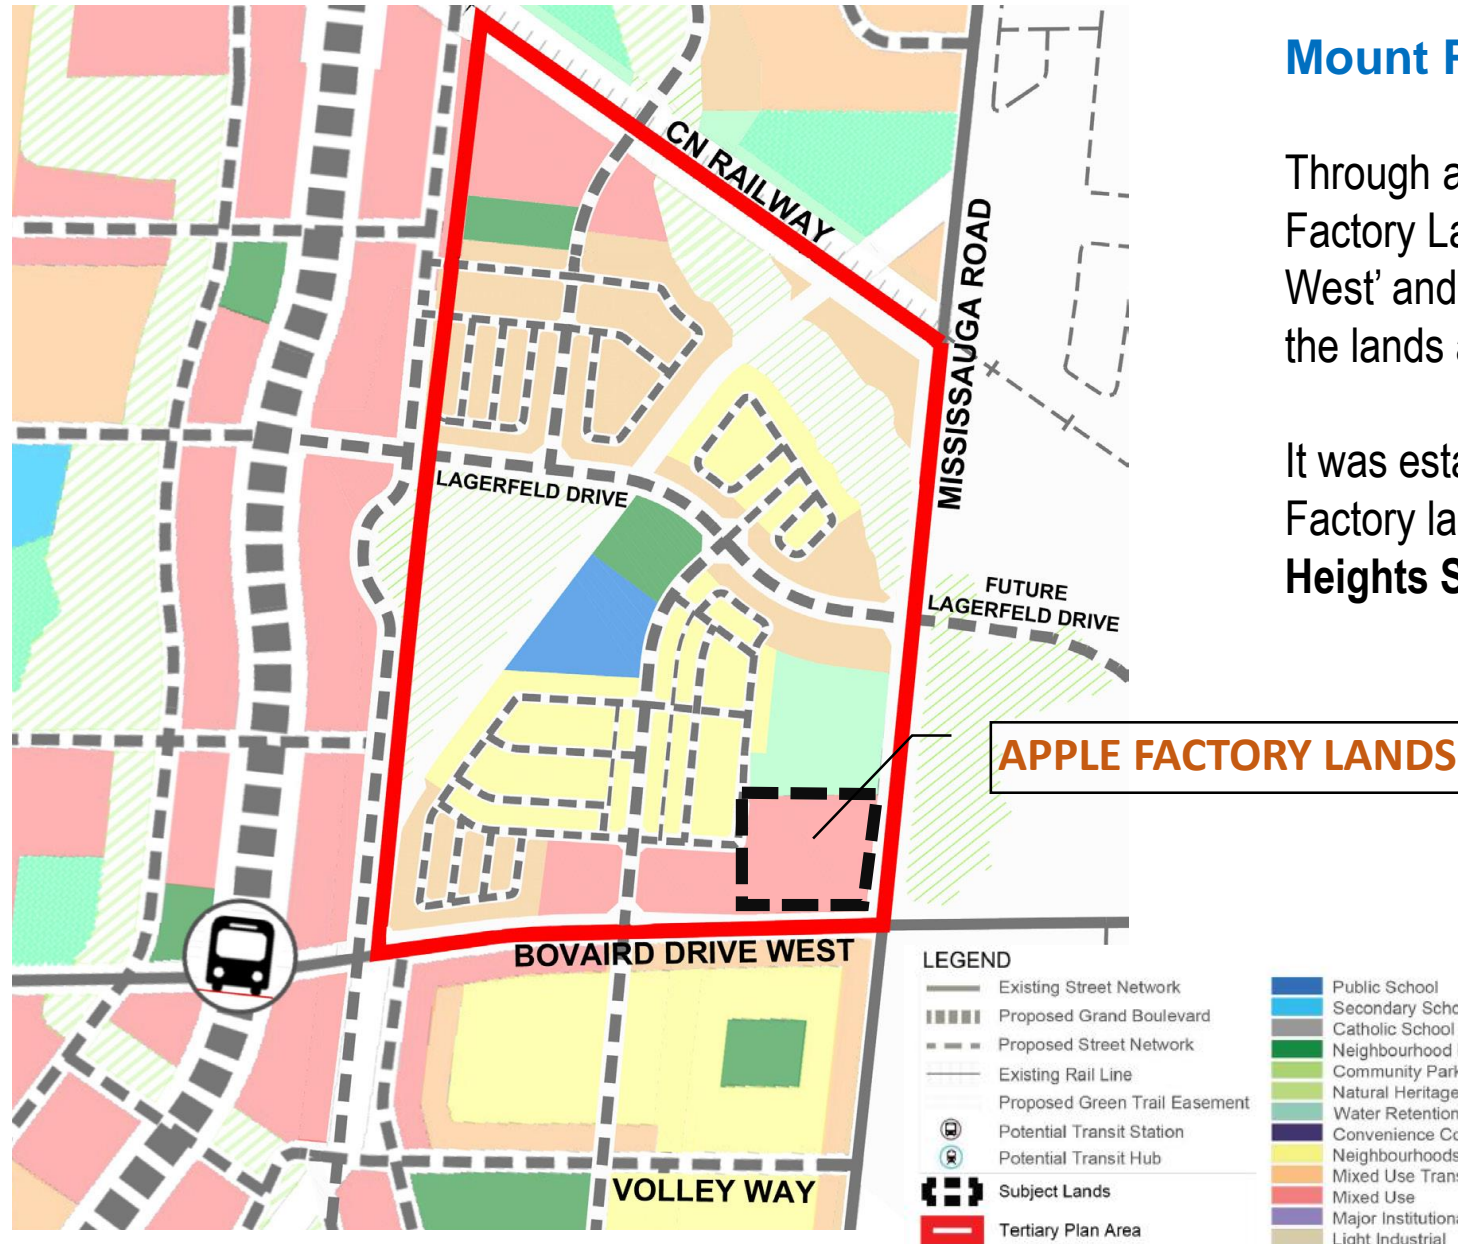 Mount
Through a
Factory La
West’ and
the lands
It was esta
Factory la
Heights S
CN RAILWAY
MISSISSAUGA ROAD
LAGERFELD DRIVE
FUTURE
LAGERFELD DRIVE
APPLE FACTORY LANDS
BOVAIRD DRIVE WEST
VOLLEY WAY
LEGEND
Existing Street Network
Proposed Grand Boulevard
Proposed Street Network
Existing Rail Line
Proposed Green Trail Easement
Potential Transit Station
Potential Transit Hub
Subject Lands
Tertiary Plan Area
Public School
Secondary Scho
Catholic School
Neighbourhood
Community Park
Natural Heritage
Water Retention
Convenience Co
Neighbourhoods
Mixed Use Trans
Mixed Use
Major Institutiona
Light Industrial